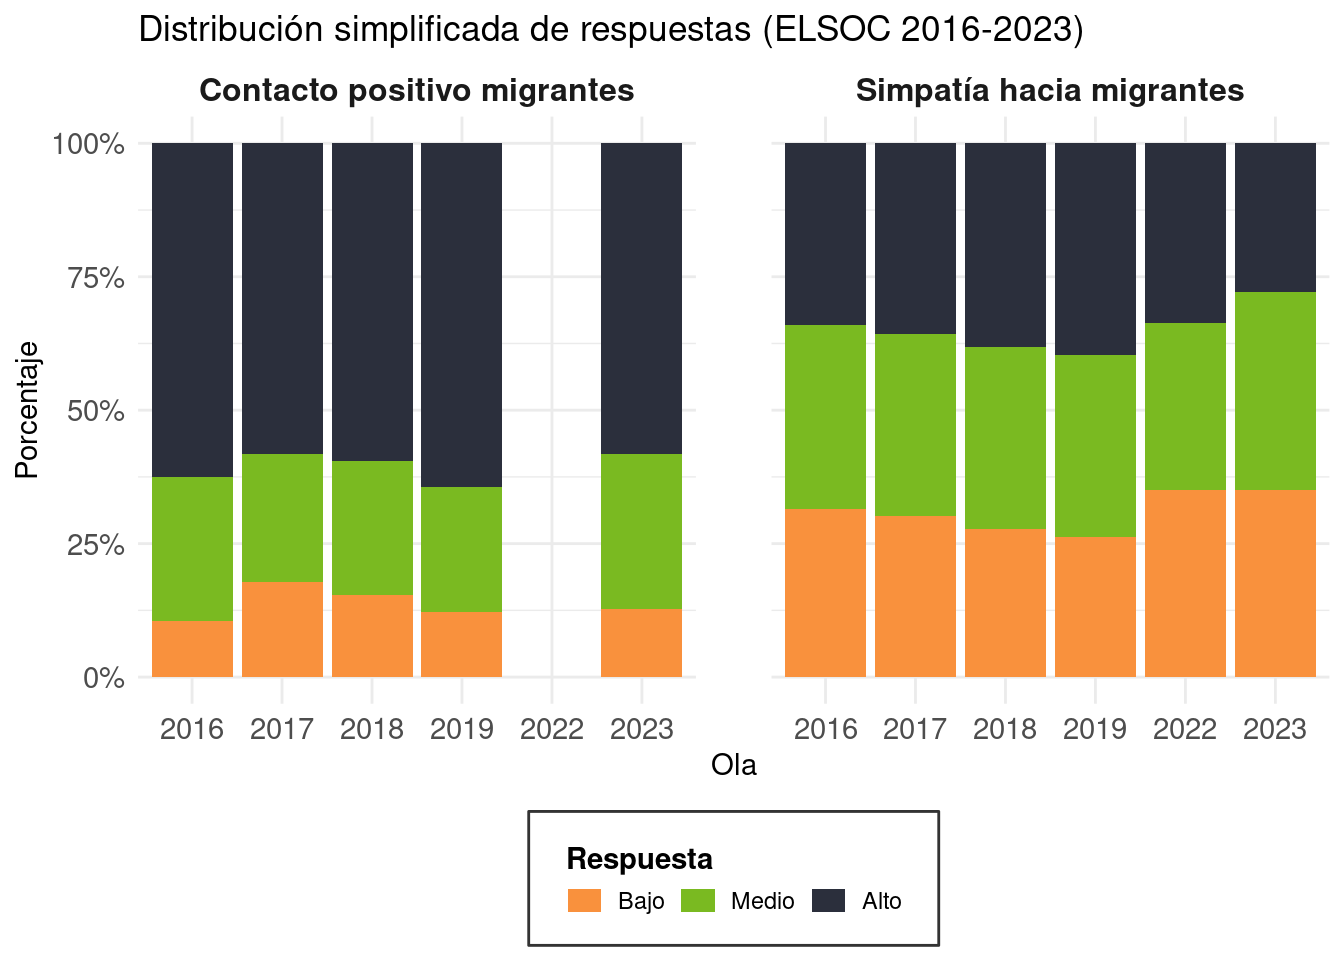 Distribución simplificada de respuestas (ELSOC 2016-2023)
Contacto positivo migrantes
Simpatía hacia migrantes
Porcentaje
100%
75%
50%
25%
0%
2016 2017 2018 2019 2022 2023
2016 2017 2018 2019 2022 2023
Ola
Respuesta
Bajo Medio Alto